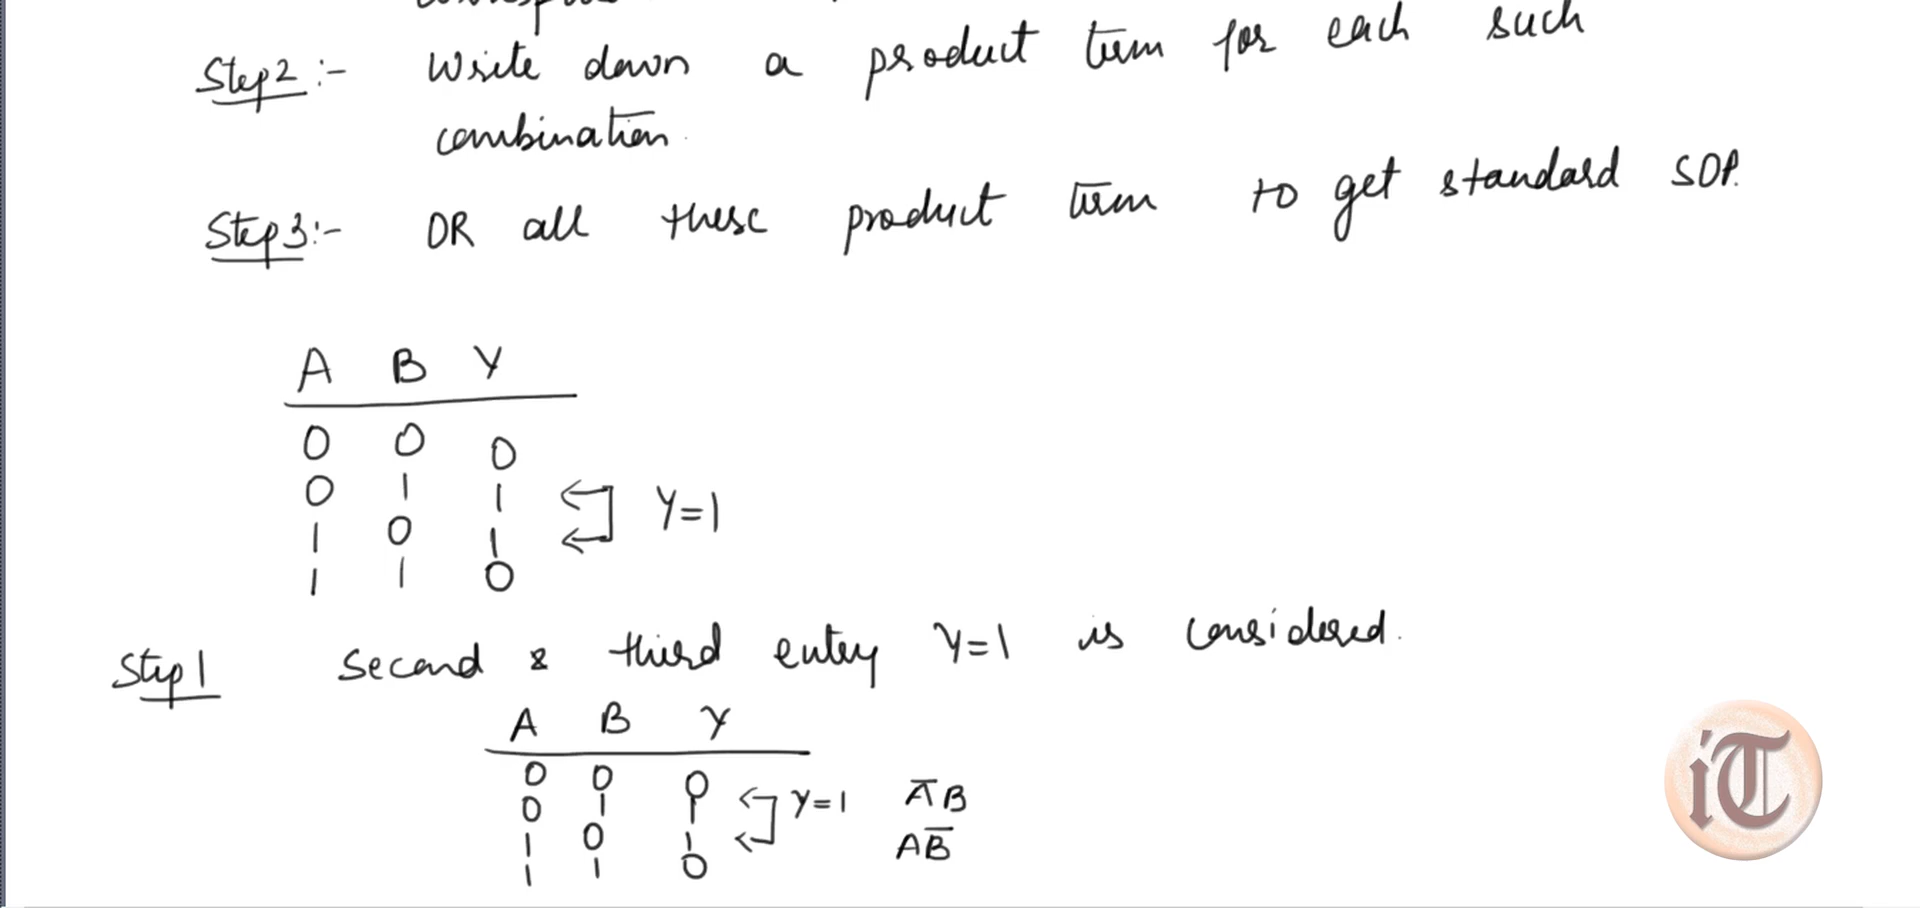 Step2:- Write down a product term for each such
combination.
Step3:- OR all these product term to get standard SOP.
A B Y
0 0 0
0 1 1
1 0 1 Y=1
1 1 0
Step1 Second & third entry Y=1 is considered.
A B Y
0 0 0
0 1 1 Y=1 A̅B
1 0 1 AB̅
1 1 0
iT